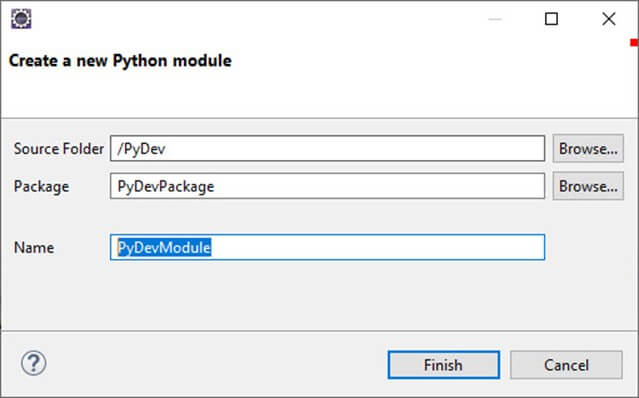 Create a new Python module
Source Folder /PyDev Browse...
Package PyDevPackage Browse...
Name PyDevModule
? Finish Cancel